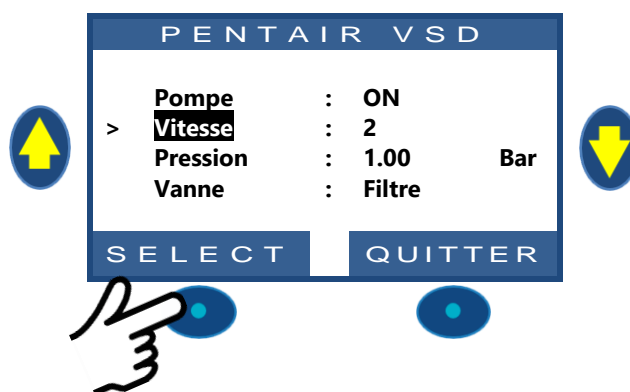 PENTAIR VSD
Pompe : ON
> Vitesse : 2
Pression : 1.00 Bar
Vanne : Filtre
SELECT QUITTER